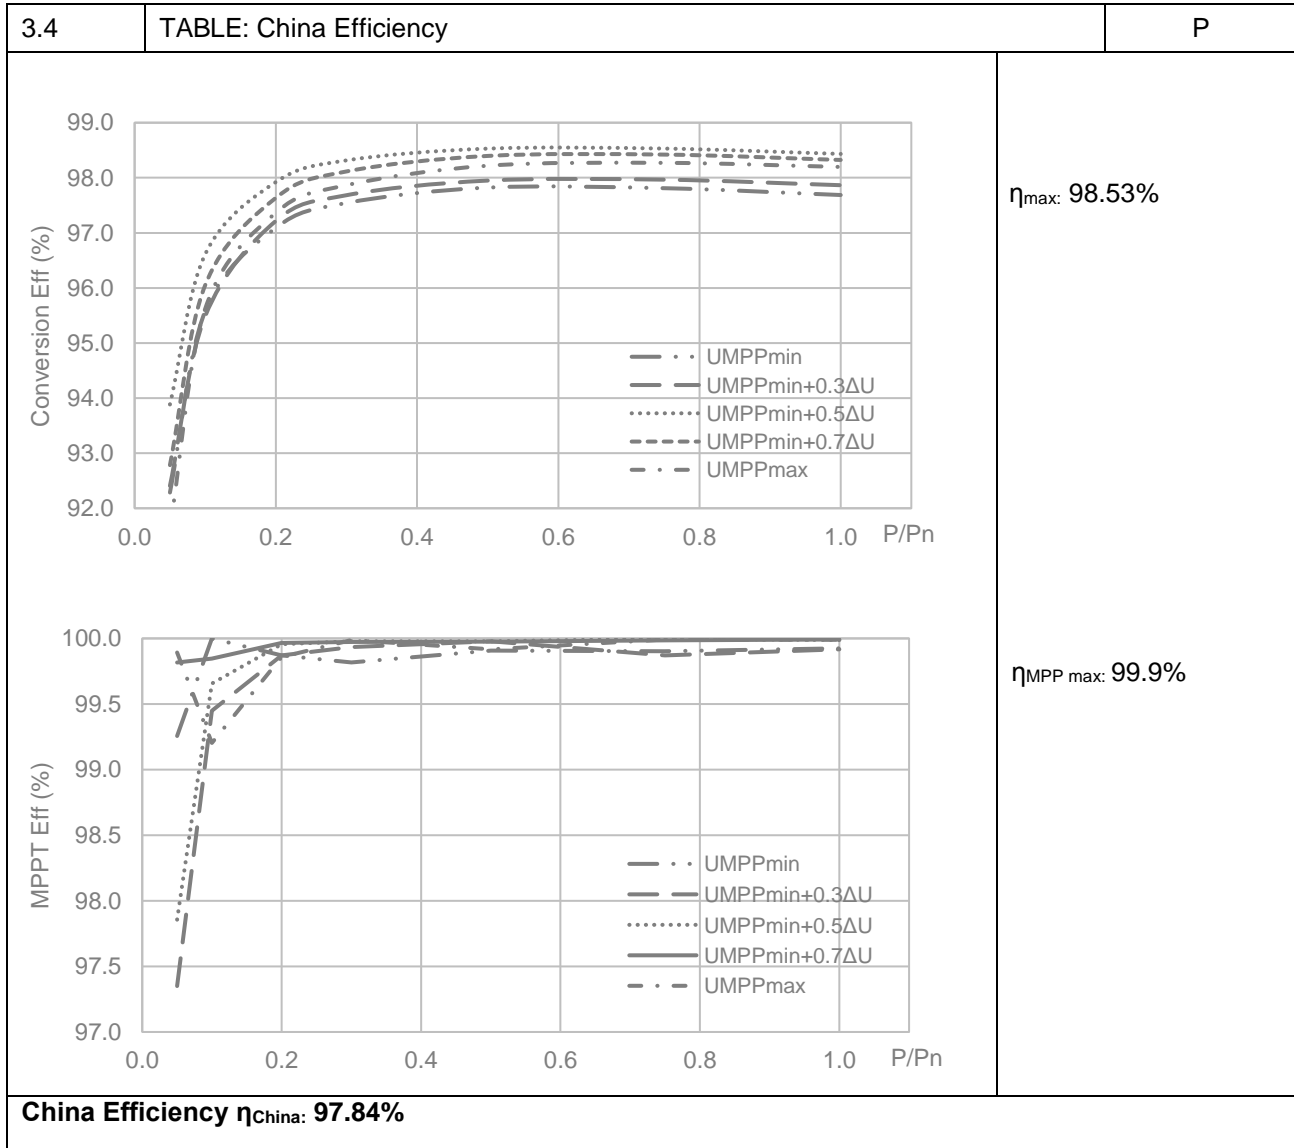 3.4 TABLE: China Efficiency P
99.0
98.0
97.0
96.0
95.0
94.0
93.0
92.0
Conversion Eff (%)
0.0 0.2 0.4 0.6 0.8 1.0 P/Pn
UMPPmin
UMPPmin+0.3ΔU
UMPPmin+0.5ΔU
UMPPmin+0.7ΔU
UMPPmax
ηmax: 98.53%
100.0
99.5
99.0
98.5
98.0
97.5
97.0
MPPT Eff (%)
0.0 0.2 0.4 0.6 0.8 1.0 P/Pn
UMPPmin
UMPPmin+0.3ΔU
UMPPmin+0.5ΔU
UMPPmin+0.7ΔU
UMPPmax
ηMPP max: 99.9%
China Efficiency ηChina: 97.84%